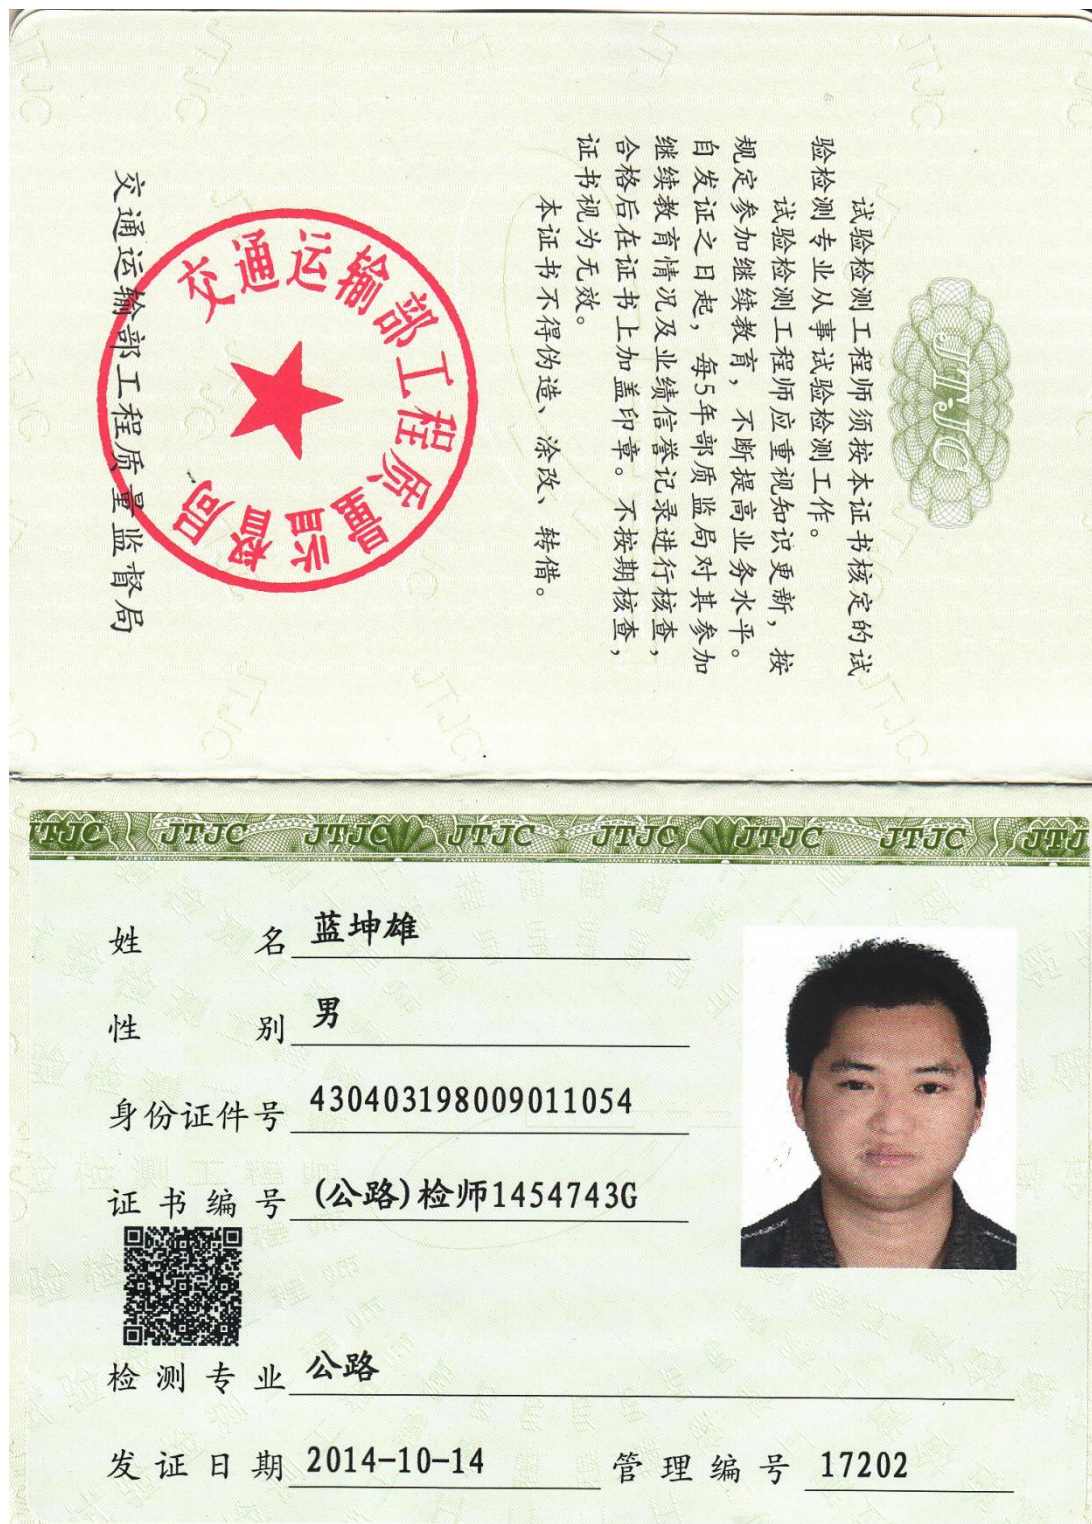 JTJC
试验检测工程师须按本证书核定的试
验检测专业从事试验检测工作。
试验检测工程师应重视知识更新，按
规定参加继续教育，不断提高业务水平。
自发证之日起，每5年部质监局对其参加
继续教育情况及业绩信誉记录进行核查，
合格后在证书上加盖印章。不按期核查，
证书视为无效。
本证书不得伪造、涂改、转借。
交通运输部工程质量监督局
交通运输部工程质量监督局
JTJC JTJC JTJC JTJC JTJC JTJC JTJC JTJ
姓 名 蓝坤雄
性 别 男
身份证件号 430403198009011054
证书编号 (公路)检师1454743G
检测专业 公路
发证日期 2014-10-14 管理编号 17202